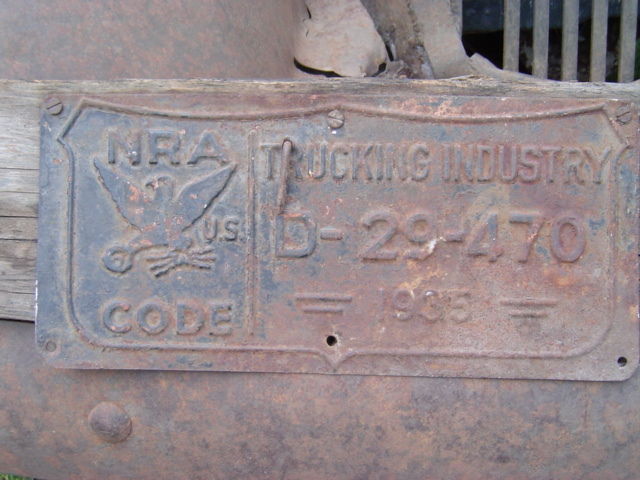 NRA
US.
CODE
TRUCKING INDUSTRY
D-29-470
1935